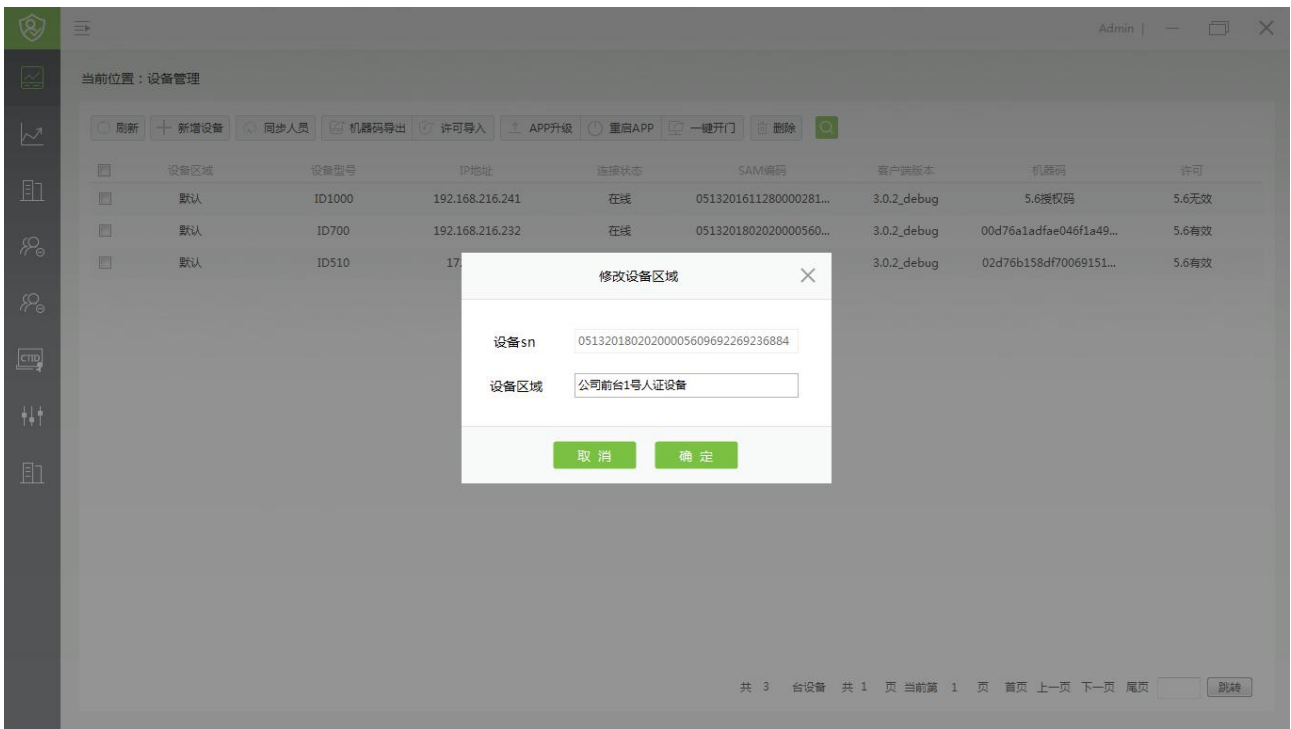 Admin |
当前位置：设备管理
刷新 新增设备 同步人员 机器码导出 许可导入 APP升级 重启APP 一键开门 删除
设备区域 设备型号 IP地址 连接状态 SAM编码 客户端版本 机器码 许可
默认 ID1000 192.168.216.241 在线 0513201611280000281... 3.0.2_debug 5.6授权码 5.6无效
默认 ID700 192.168.216.232 在线 0513201802020000560... 3.0.2_debug 00d76a1adfae046f1a49... 5.6有效
默认 ID510 17. 3.0.2_debug 02d76b158df70069151... 5.6有效
修改设备区域
设备sn 05132018020200005609692269236884
设备区域 公司前台1号人证设备
取 消 确 定
CTID
共 3 台设备 共 1 页 当前第 1 页 首页 上一页 下一页 尾页 跳转